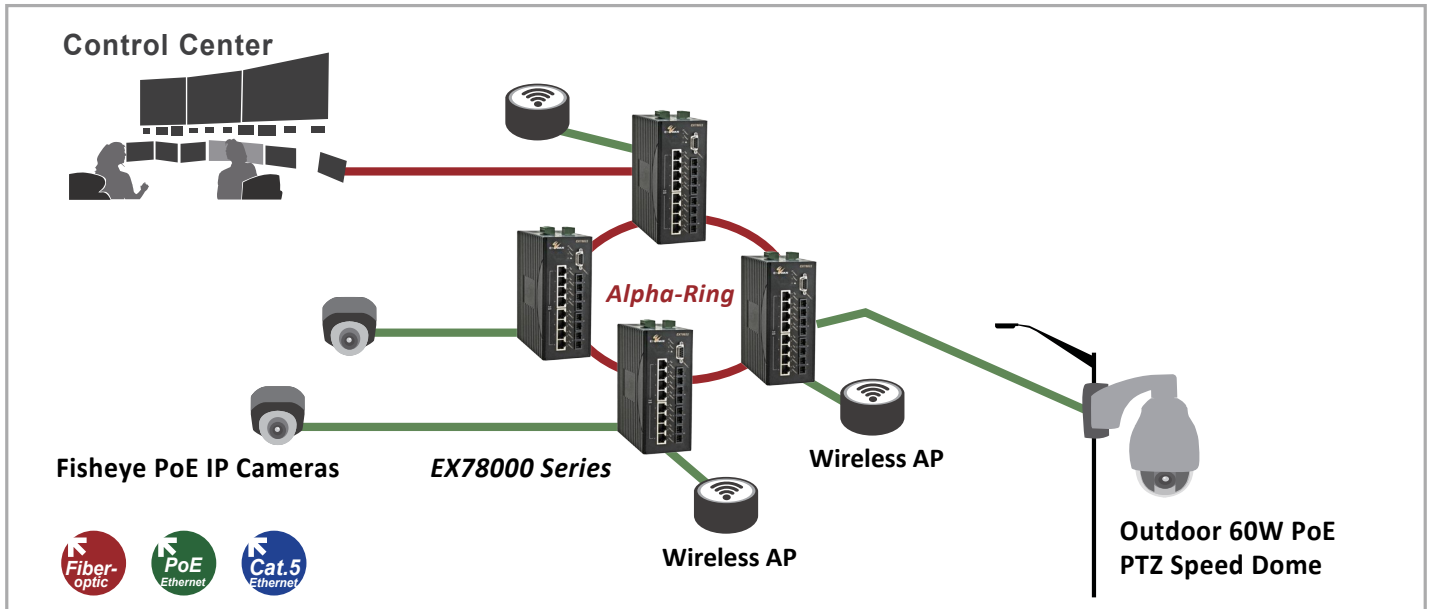 Control Center
Alpha-Ring
Fisheye PoE IP Cameras
EX78000 Series
Wireless AP
Wireless AP
Outdoor 60W PoE
PTZ Speed Dome
Fiber-
optic
PoE
Ethernet
Cat.5
Ethernet